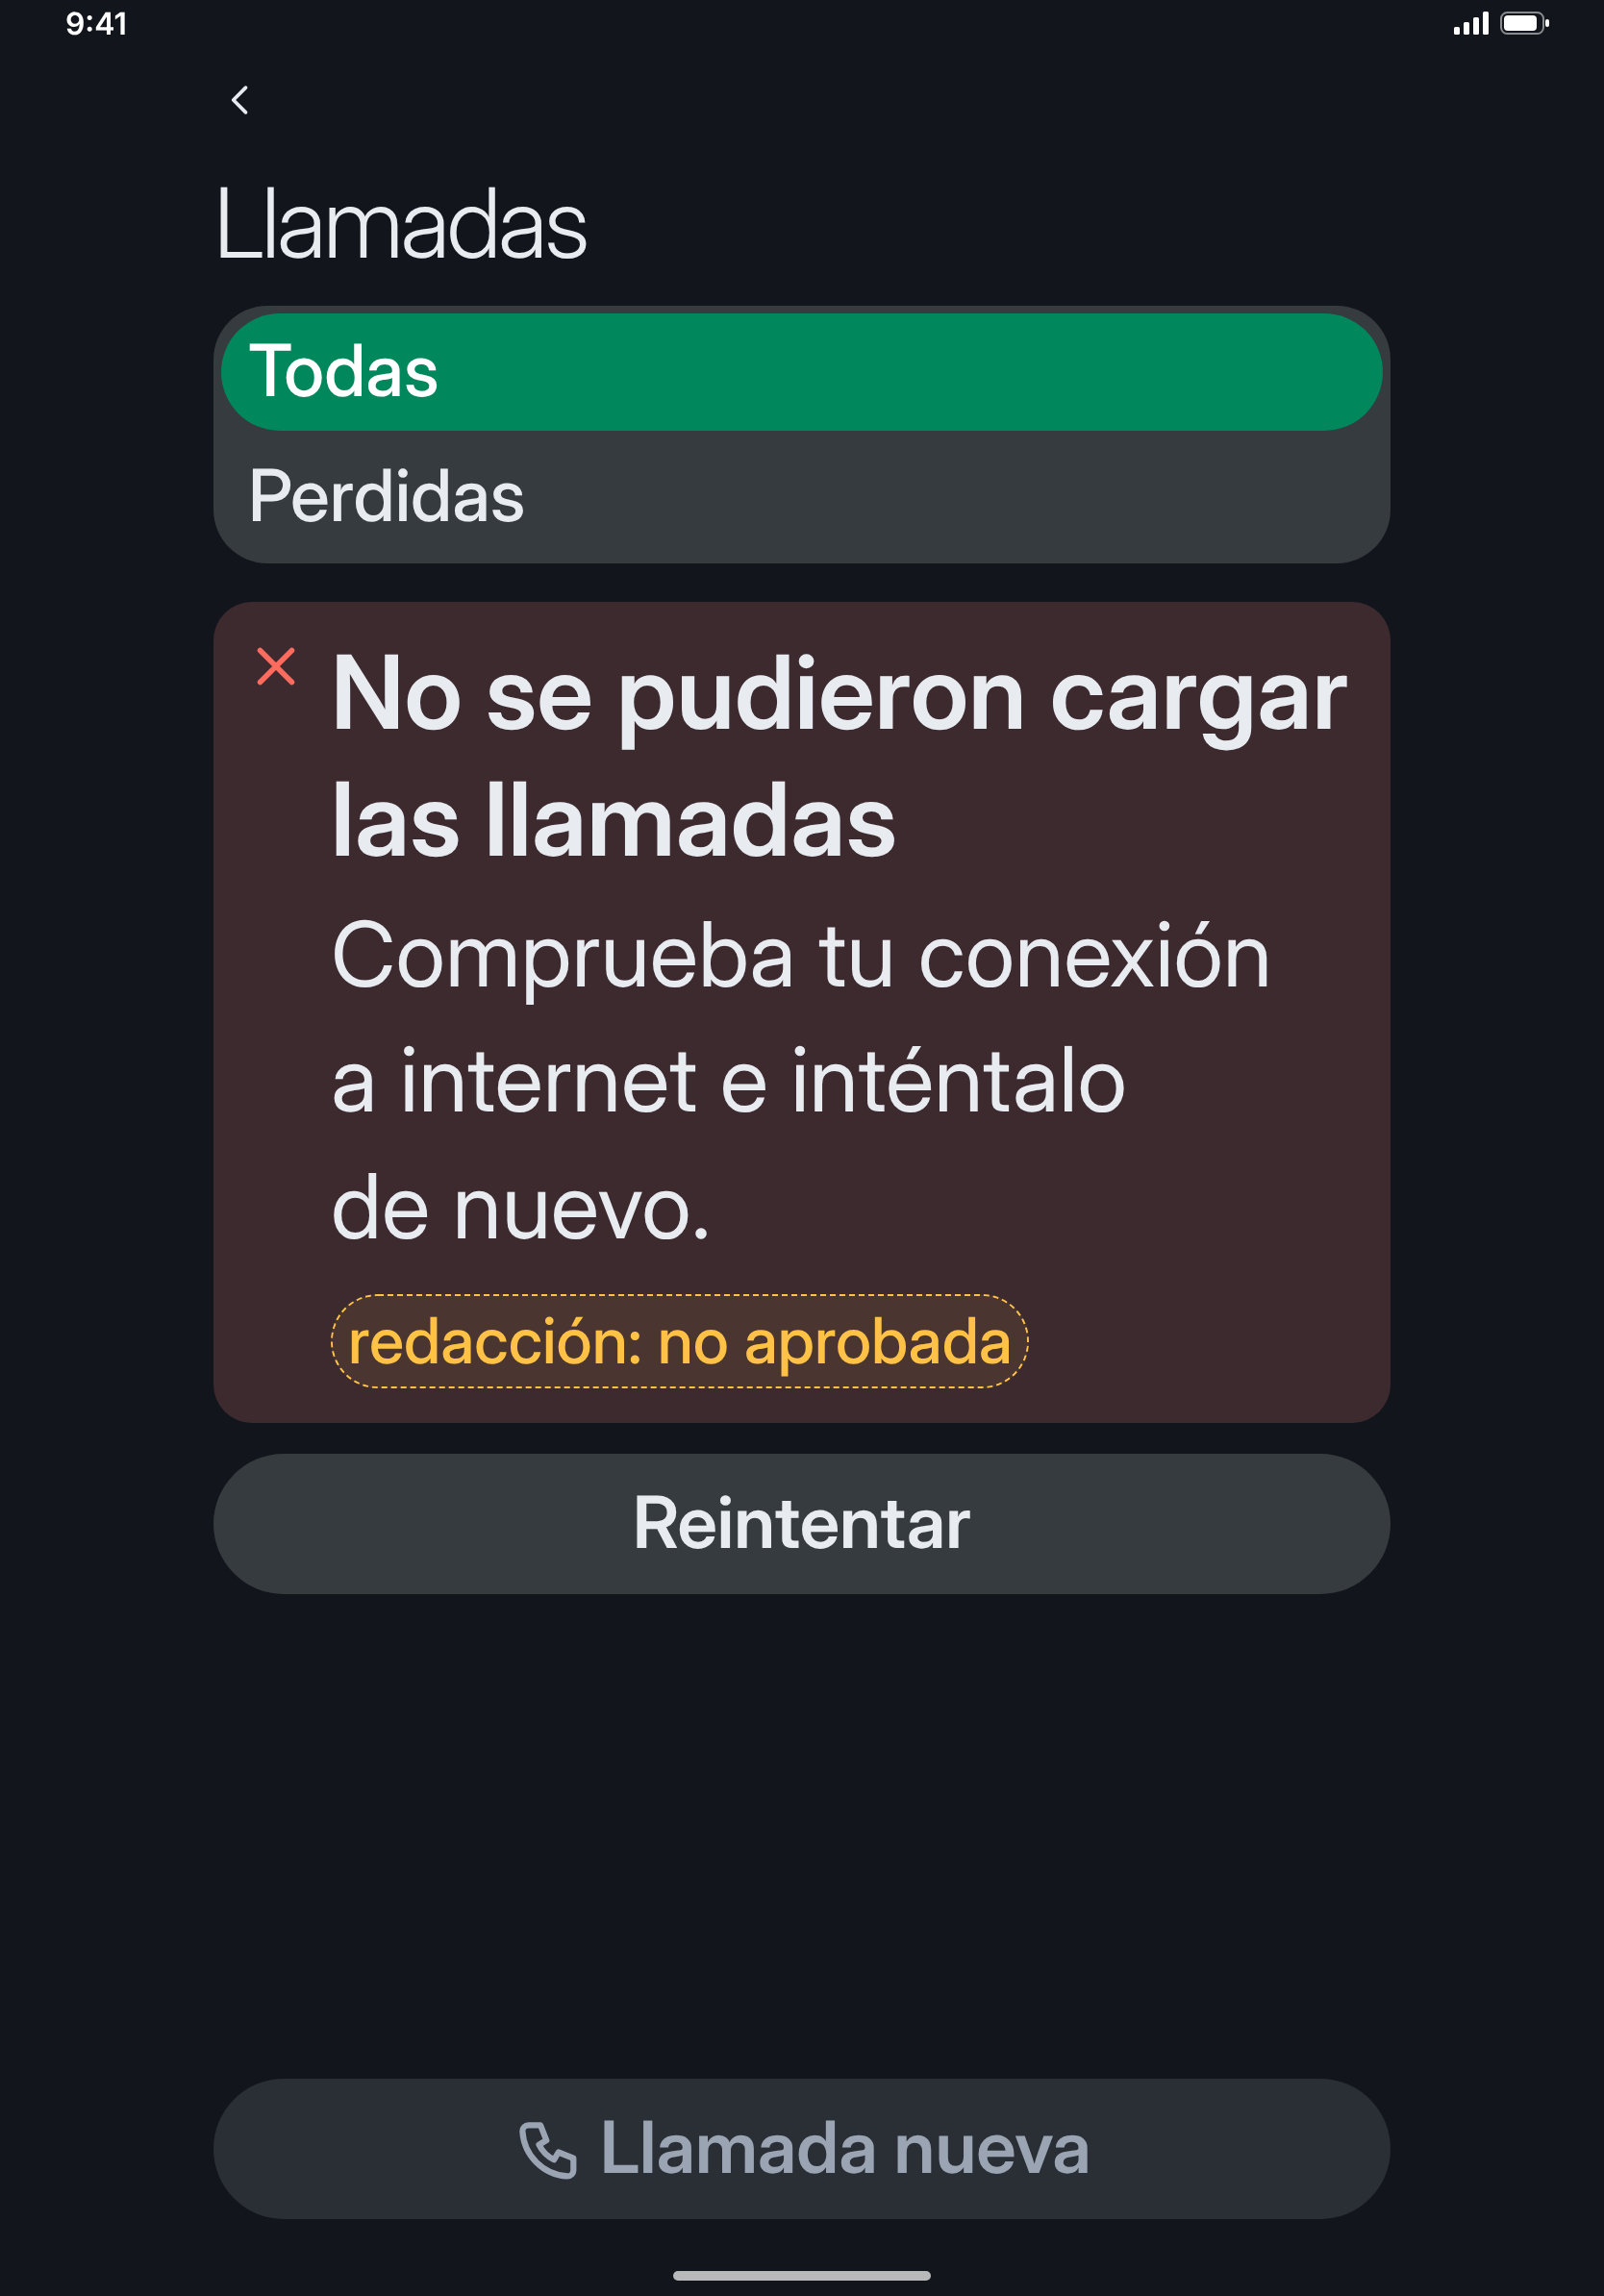 9:41
Llamadas
Todas
Perdidas
No se pudieron cargar
las llamadas
Comprueba tu conexión
a internet e inténtalo
de nuevo.
redacción: no aprobada
Reintentar
Llamada nueva